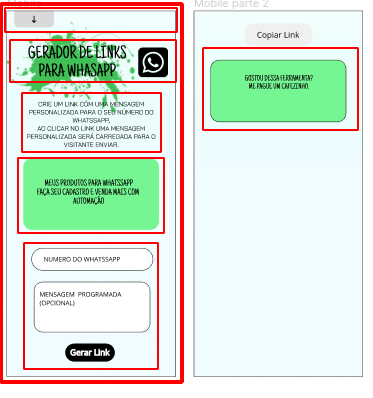 Mobile
Mobile parte 2
↓
GERADOR DE LINKS
PARA WHASAPP
CRIE UM LINK COM UMA MENSAGEM
PERSONALIZADA PARA O SEU NÚMERO DO
WHATSSAPP,
AO CLICAR NO LINK UMA MENSAGEM
PERSONALIZADA SERÁ CARREGADA PARA O
VISITANTE ENVIAR.
MEUS PRODUTOS PARA WHATSSAPP
FAÇA SEU CADASTRO E VENDA MAIS COM
AUTOMAÇÃO
NUMERO DO WHATSSAPP
MENSAGEM PROGRAMADA
(OPCIONAL)
Gerar Link
Copiar Link
GOSTOU DESSA FERRAMENTA?
ME PAGUE UM CAFEZINHO.